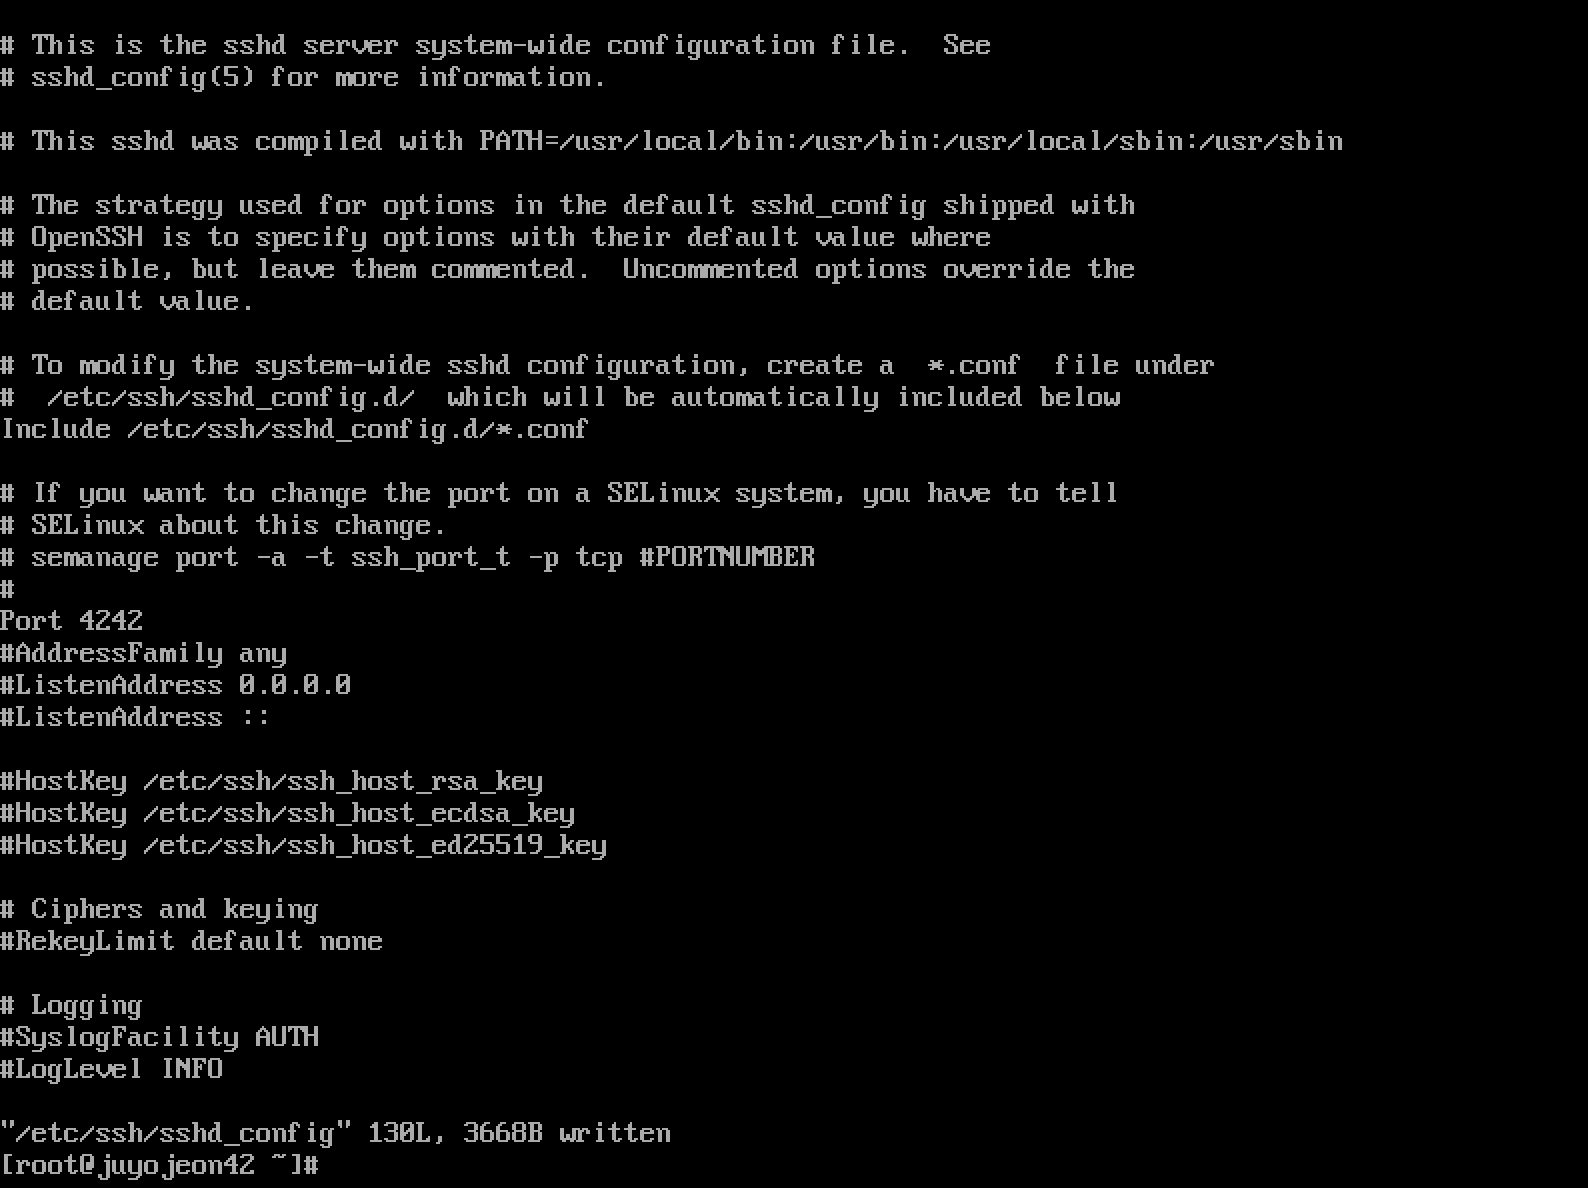 # This is the sshd server system-wide configuration file.  See
# sshd_config(5) for more information.
# This sshd was compiled with PATH=/usr/local/bin:/usr/bin:/usr/local/sbin:/usr/sbin
# The strategy used for options in the default sshd_config shipped with
# OpenSSH is to specify options with their default value where
# possible, but leave them commented.  Uncommented options override the
# default value.
# To modify the system-wide sshd configuration, create a  *.conf  file under
#  /etc/ssh/sshd_config.d/  which will be automatically included below
Include /etc/ssh/sshd_config.d/*.conf
# If you want to change the port on a SELinux system, you have to tell
# SELinux about this change.
# semanage port -a -t ssh_port_t -p tcp #PORTNUMBER
#
Port 4242
#AddressFamily any
#ListenAddress 0.0.0.0
#ListenAddress ::
#HostKey /etc/ssh/ssh_host_rsa_key
#HostKey /etc/ssh/ssh_host_ecdsa_key
#HostKey /etc/ssh/ssh_host_ed25519_key
# Ciphers and keying
#RekeyLimit default none
# Logging
#SyslogFacility AUTH
#LogLevel INFO
"/etc/ssh/sshd_config" 130L, 3668B written
[root@juyojeon42 ~]#